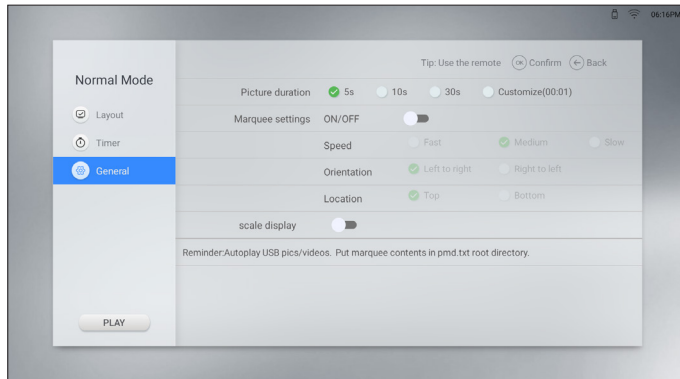 06:16PM
Tip: Use the remote OK Confirm Back
Normal Mode
Layout
Timer
General
PLAY
Picture duration 5s 10s 30s Customize(00:01)
Marquee settings ON/OFF
Speed Fast Medium Slow
Orientation Left to right Right to left
Location Top Bottom
scale display
Reminder:Autoplay USB pics/videos. Put marquee contents in pmd.txt root directory.